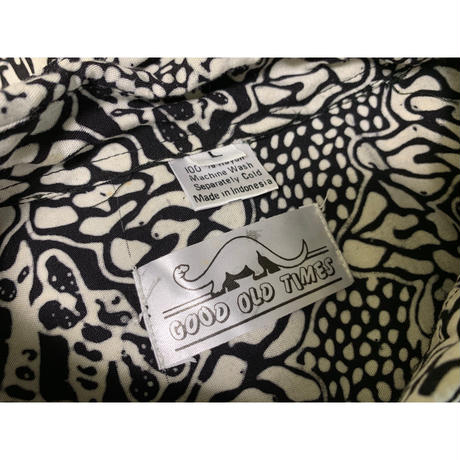 L
100% Rayon
Machine Wash
Separately Cold
Made in Indonesia
GOOD OLD TIMES